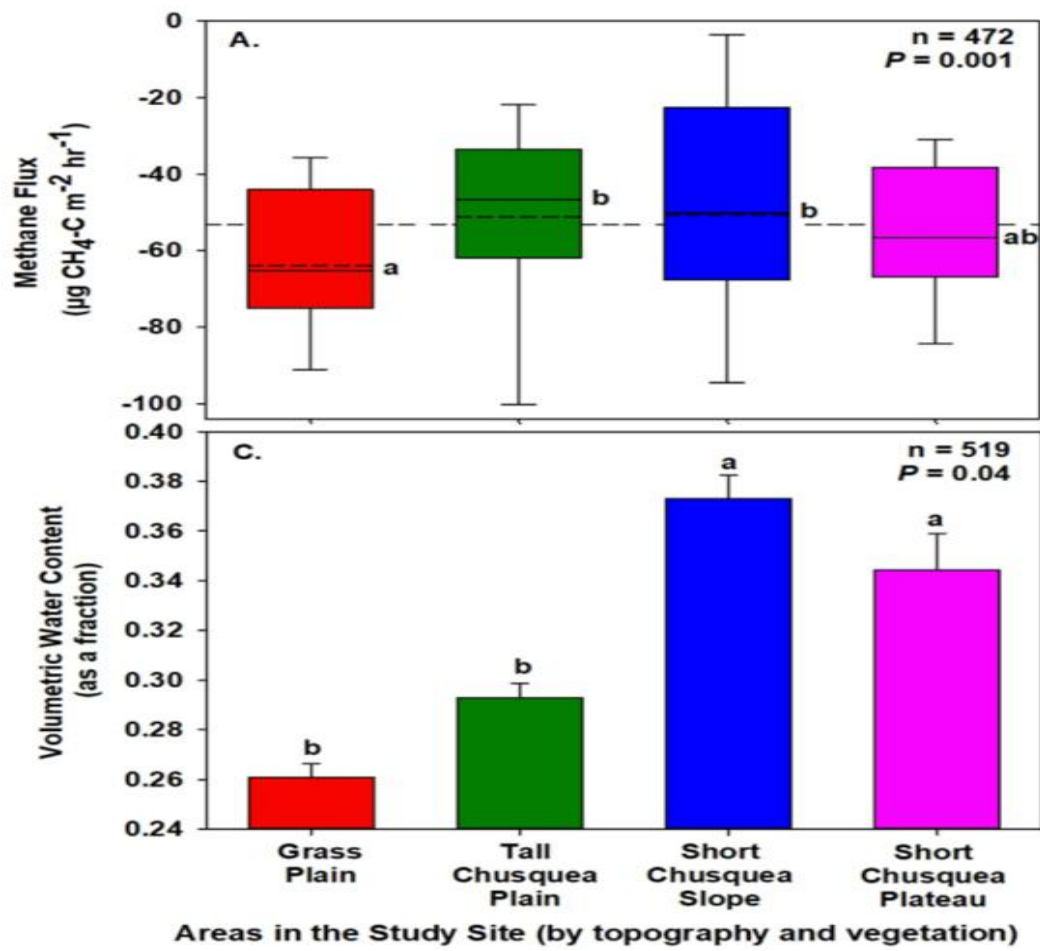 A.
n = 472
P = 0.001
0
-20
-40
-60
-80
-100
Methane Flux
(µg CH₄-C m⁻² hr⁻¹)
a
b
b
ab
C.
n = 519
P = 0.04
0.40
0.38
0.36
0.34
0.32
0.30
0.28
0.26
0.24
Volumetric Water Content
(as a fraction)
b
b
a
a
Grass
Plain
Tall
Chusquea
Plain
Short
Chusquea
Slope
Short
Chusquea
Plateau
Areas in the Study Site (by topography and vegetation)